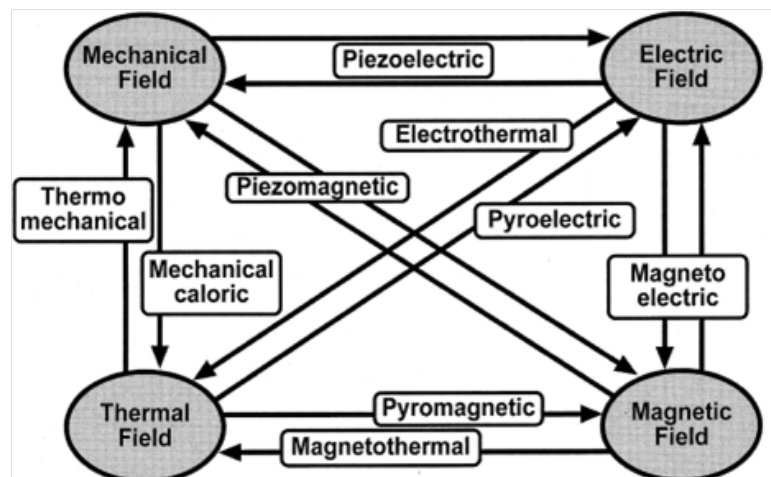 Mechanical
Field
Piezoelectric
Electric
Field
Electrothermal
Thermo
mechanical
Piezomagnetic
Pyroelectric
Mechanical
caloric
Magneto
electric
Thermal
Field
Pyromagnetic
Magnetothermal
Magnetic
Field